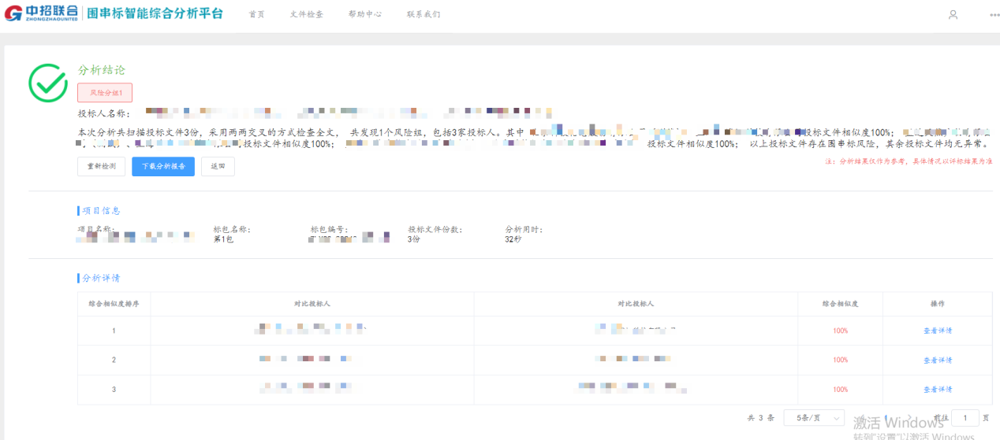 中招联合
ZHONGZHAOUNITED
围串标智能综合分析平台
首页 文件检查 帮助中心 联系我们
分析结论
风险分组1
投标人名称：
本次分析共扫描投标文件3份，采用两两交叉的方式检查全文， 共发现1个风险组，包括3家投标人。其中 投标文件相似度100%；
投标文件相似度100%； 投标文件相似度100%； 以上投标文件存在围串标风险，其余投标文件均无异常。
重新检测 下载分析报告 返回
注：分析结果仅作为参考，具体情况以评标结果为准
项目信息
项目名称： 标包名称： 标包编号： 投标文件份数： 分析用时：
第1包 3份 32秒
分析详情
综合相似度排序 对比投标人 对比投标人 综合相似度 操作
1 100% 查看详情
2 100% 查看详情
3 100% 查看详情
共 3 条 5条/页 前往 1 页
激活 Windows
转到"设置"以激活 Windows